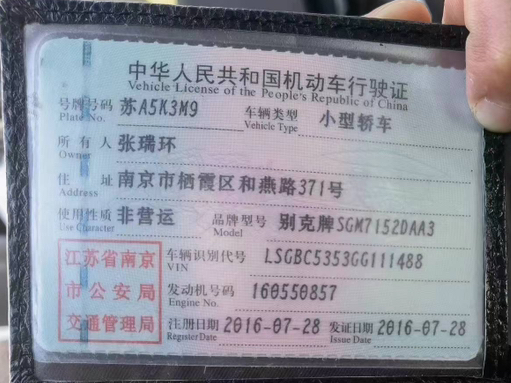 中华人民共和国机动车行驶证
Vehicle License of the People's Republic of China
号牌号码 苏A5K3M9 车辆类型 小型轿车
Plate No. Vehicle Type
所有人 张瑞环
Owner
住址 南京市栖霞区和燕路371号
Address
使用性质 非营运 品牌型号 别克牌SGM7152DAA3
Use Character Model
江苏省南京 车辆识别代号 LSGBC5353GG111488
VIN
市公安局 发动机号码 160550857
Engine No.
交通管理局 注册日期 2016-07-28 发证日期 2016-07-28
Register Date Issue Date